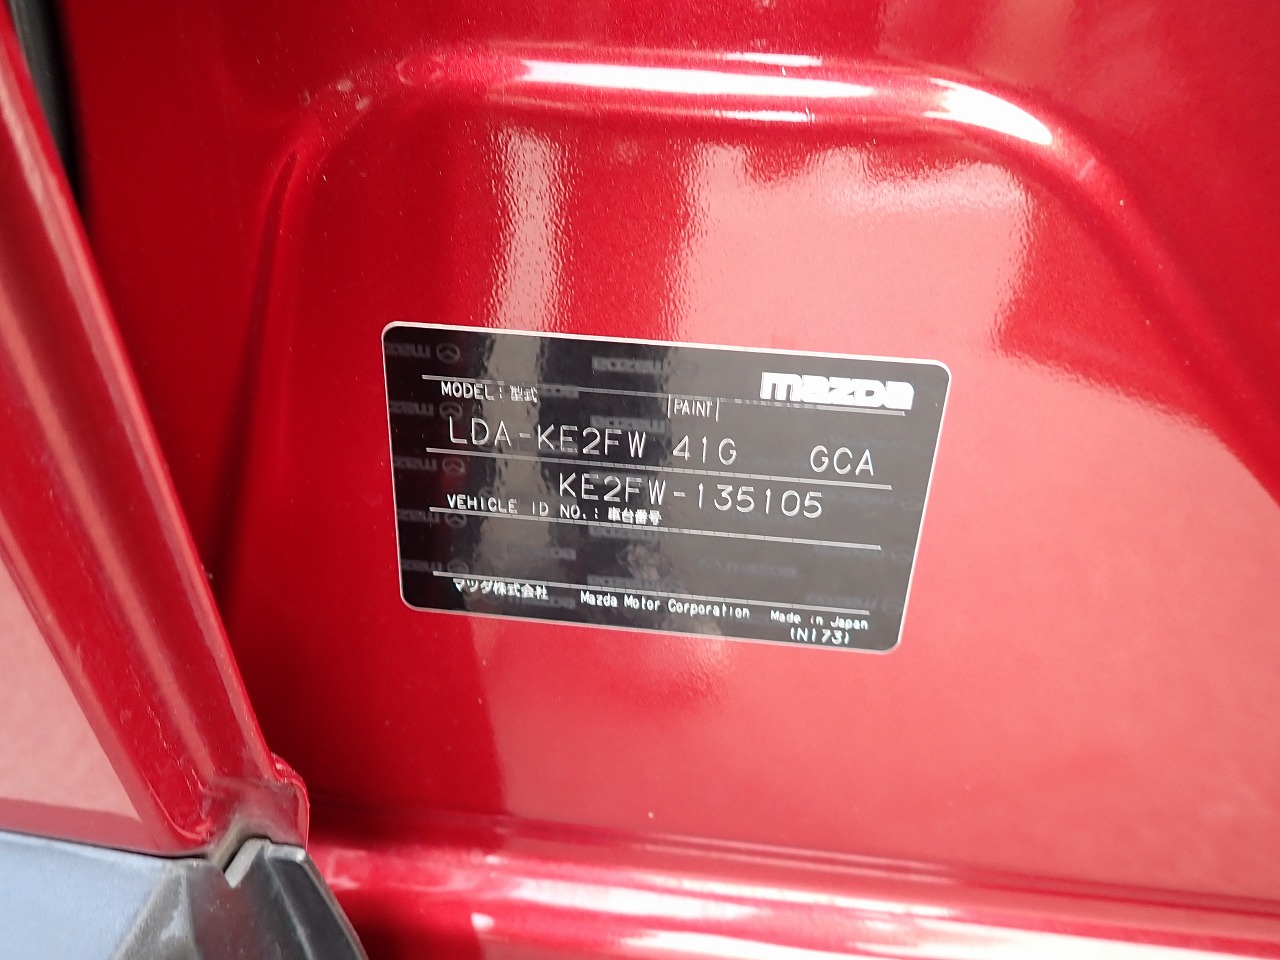 mazda
MODEL: 型式 PAINT
LDA-KE2FW 41G GCA
KE2FW-135105
VEHICLE ID NO.: 車台番号
マツダ株式会社 Mazda Motor Corporation Made in Japan
(N173)